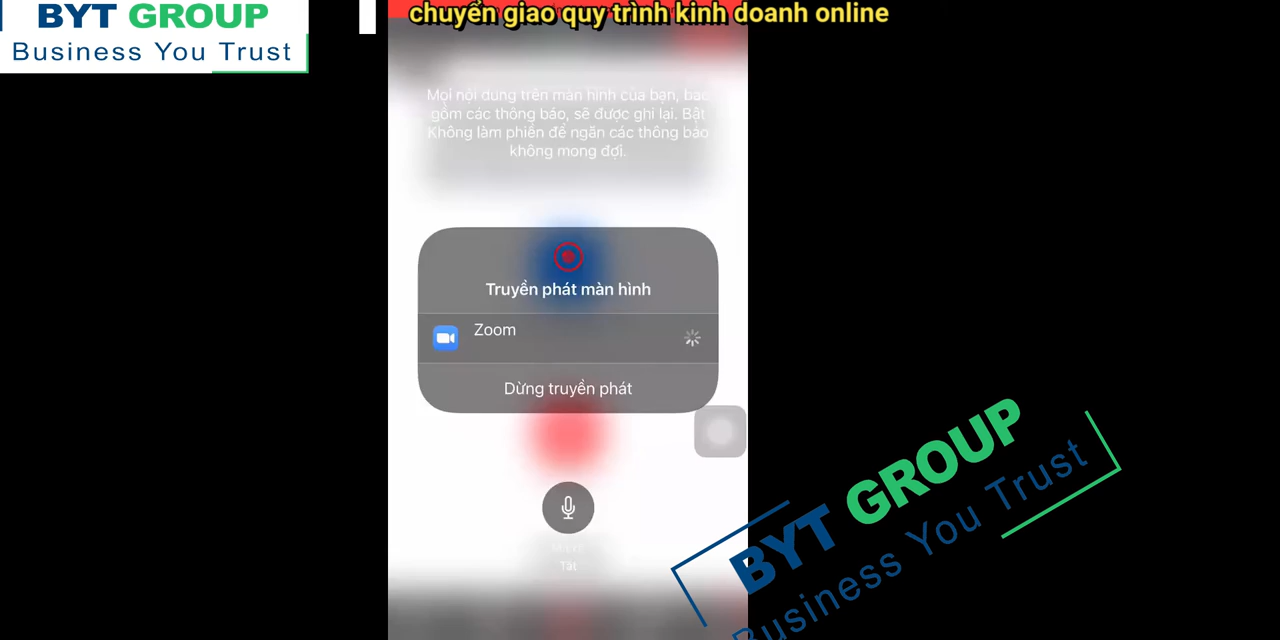 BYT GROUP
Business You Trust
chuyển giao quy trình kinh doanh online
Mọi nội dung trên màn hình của bạn, bao
gồm các thông báo, sẽ được ghi lại. Bật
Không làm phiền để ngăn các thông báo
không mong đợi.
Truyền phát màn hình
Zoom
Dừng truyền phát
Tắt
BYT GROUP
Business You Trust